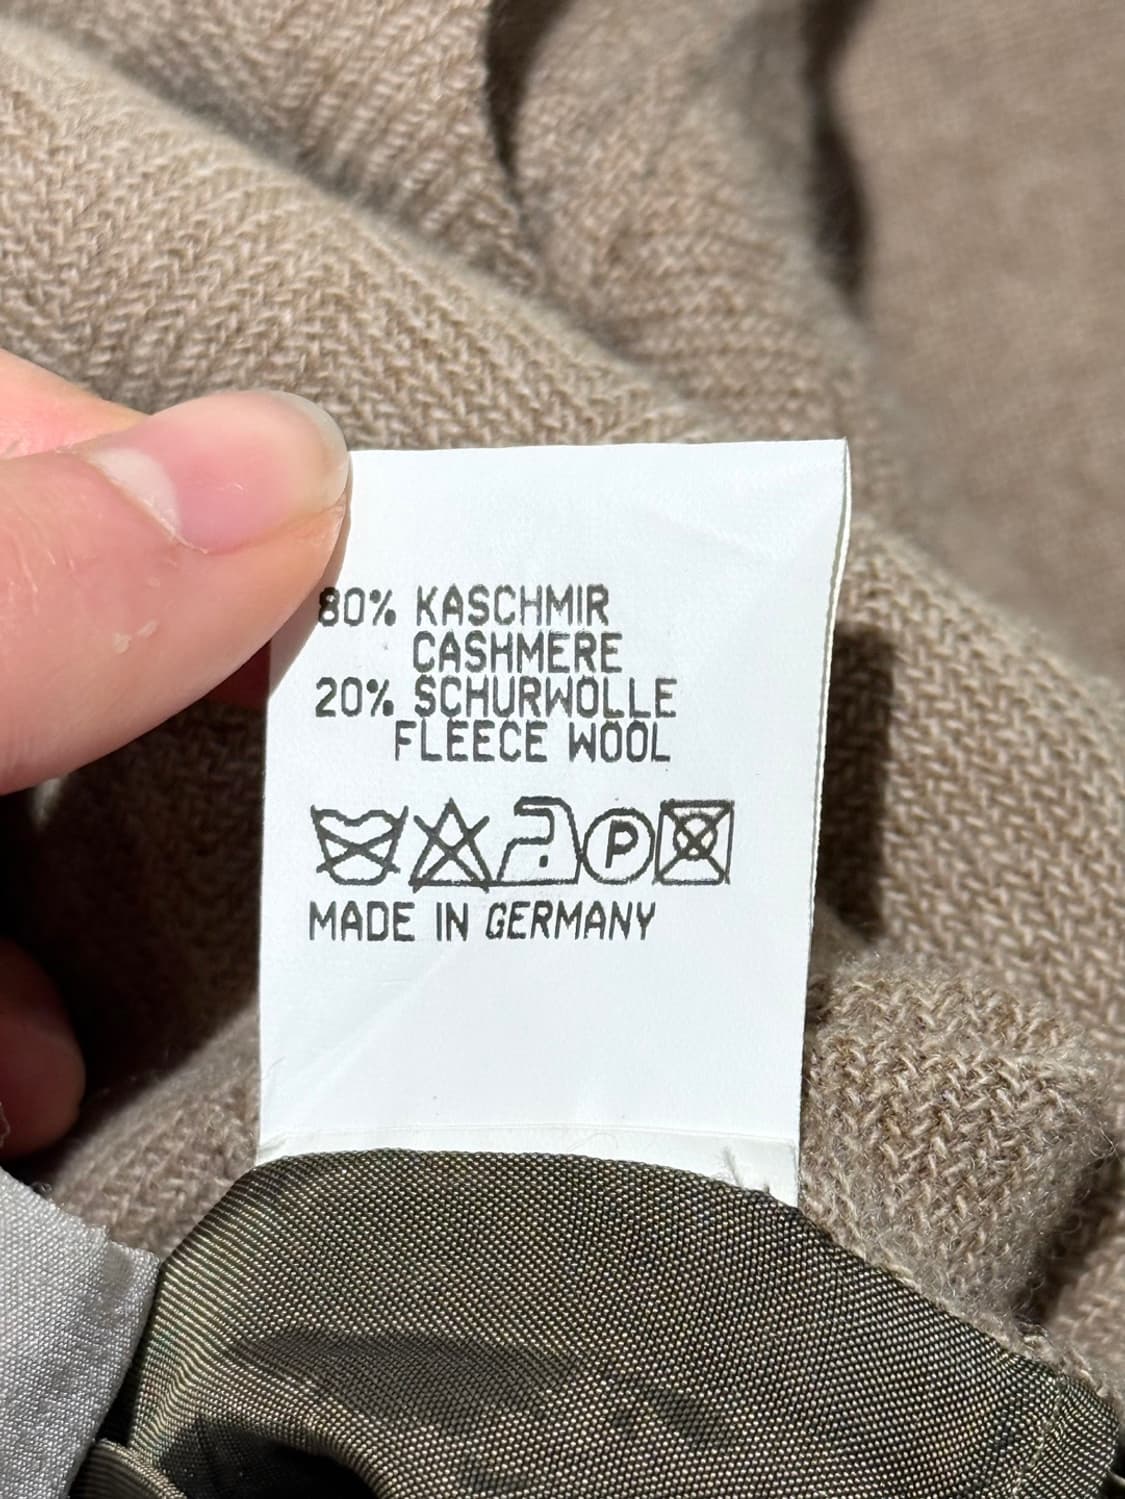 80% KASCHMIR
CASHMERE
20% SCHURWOLLE
FLEECE WOOL
P
MADE IN GERMANY